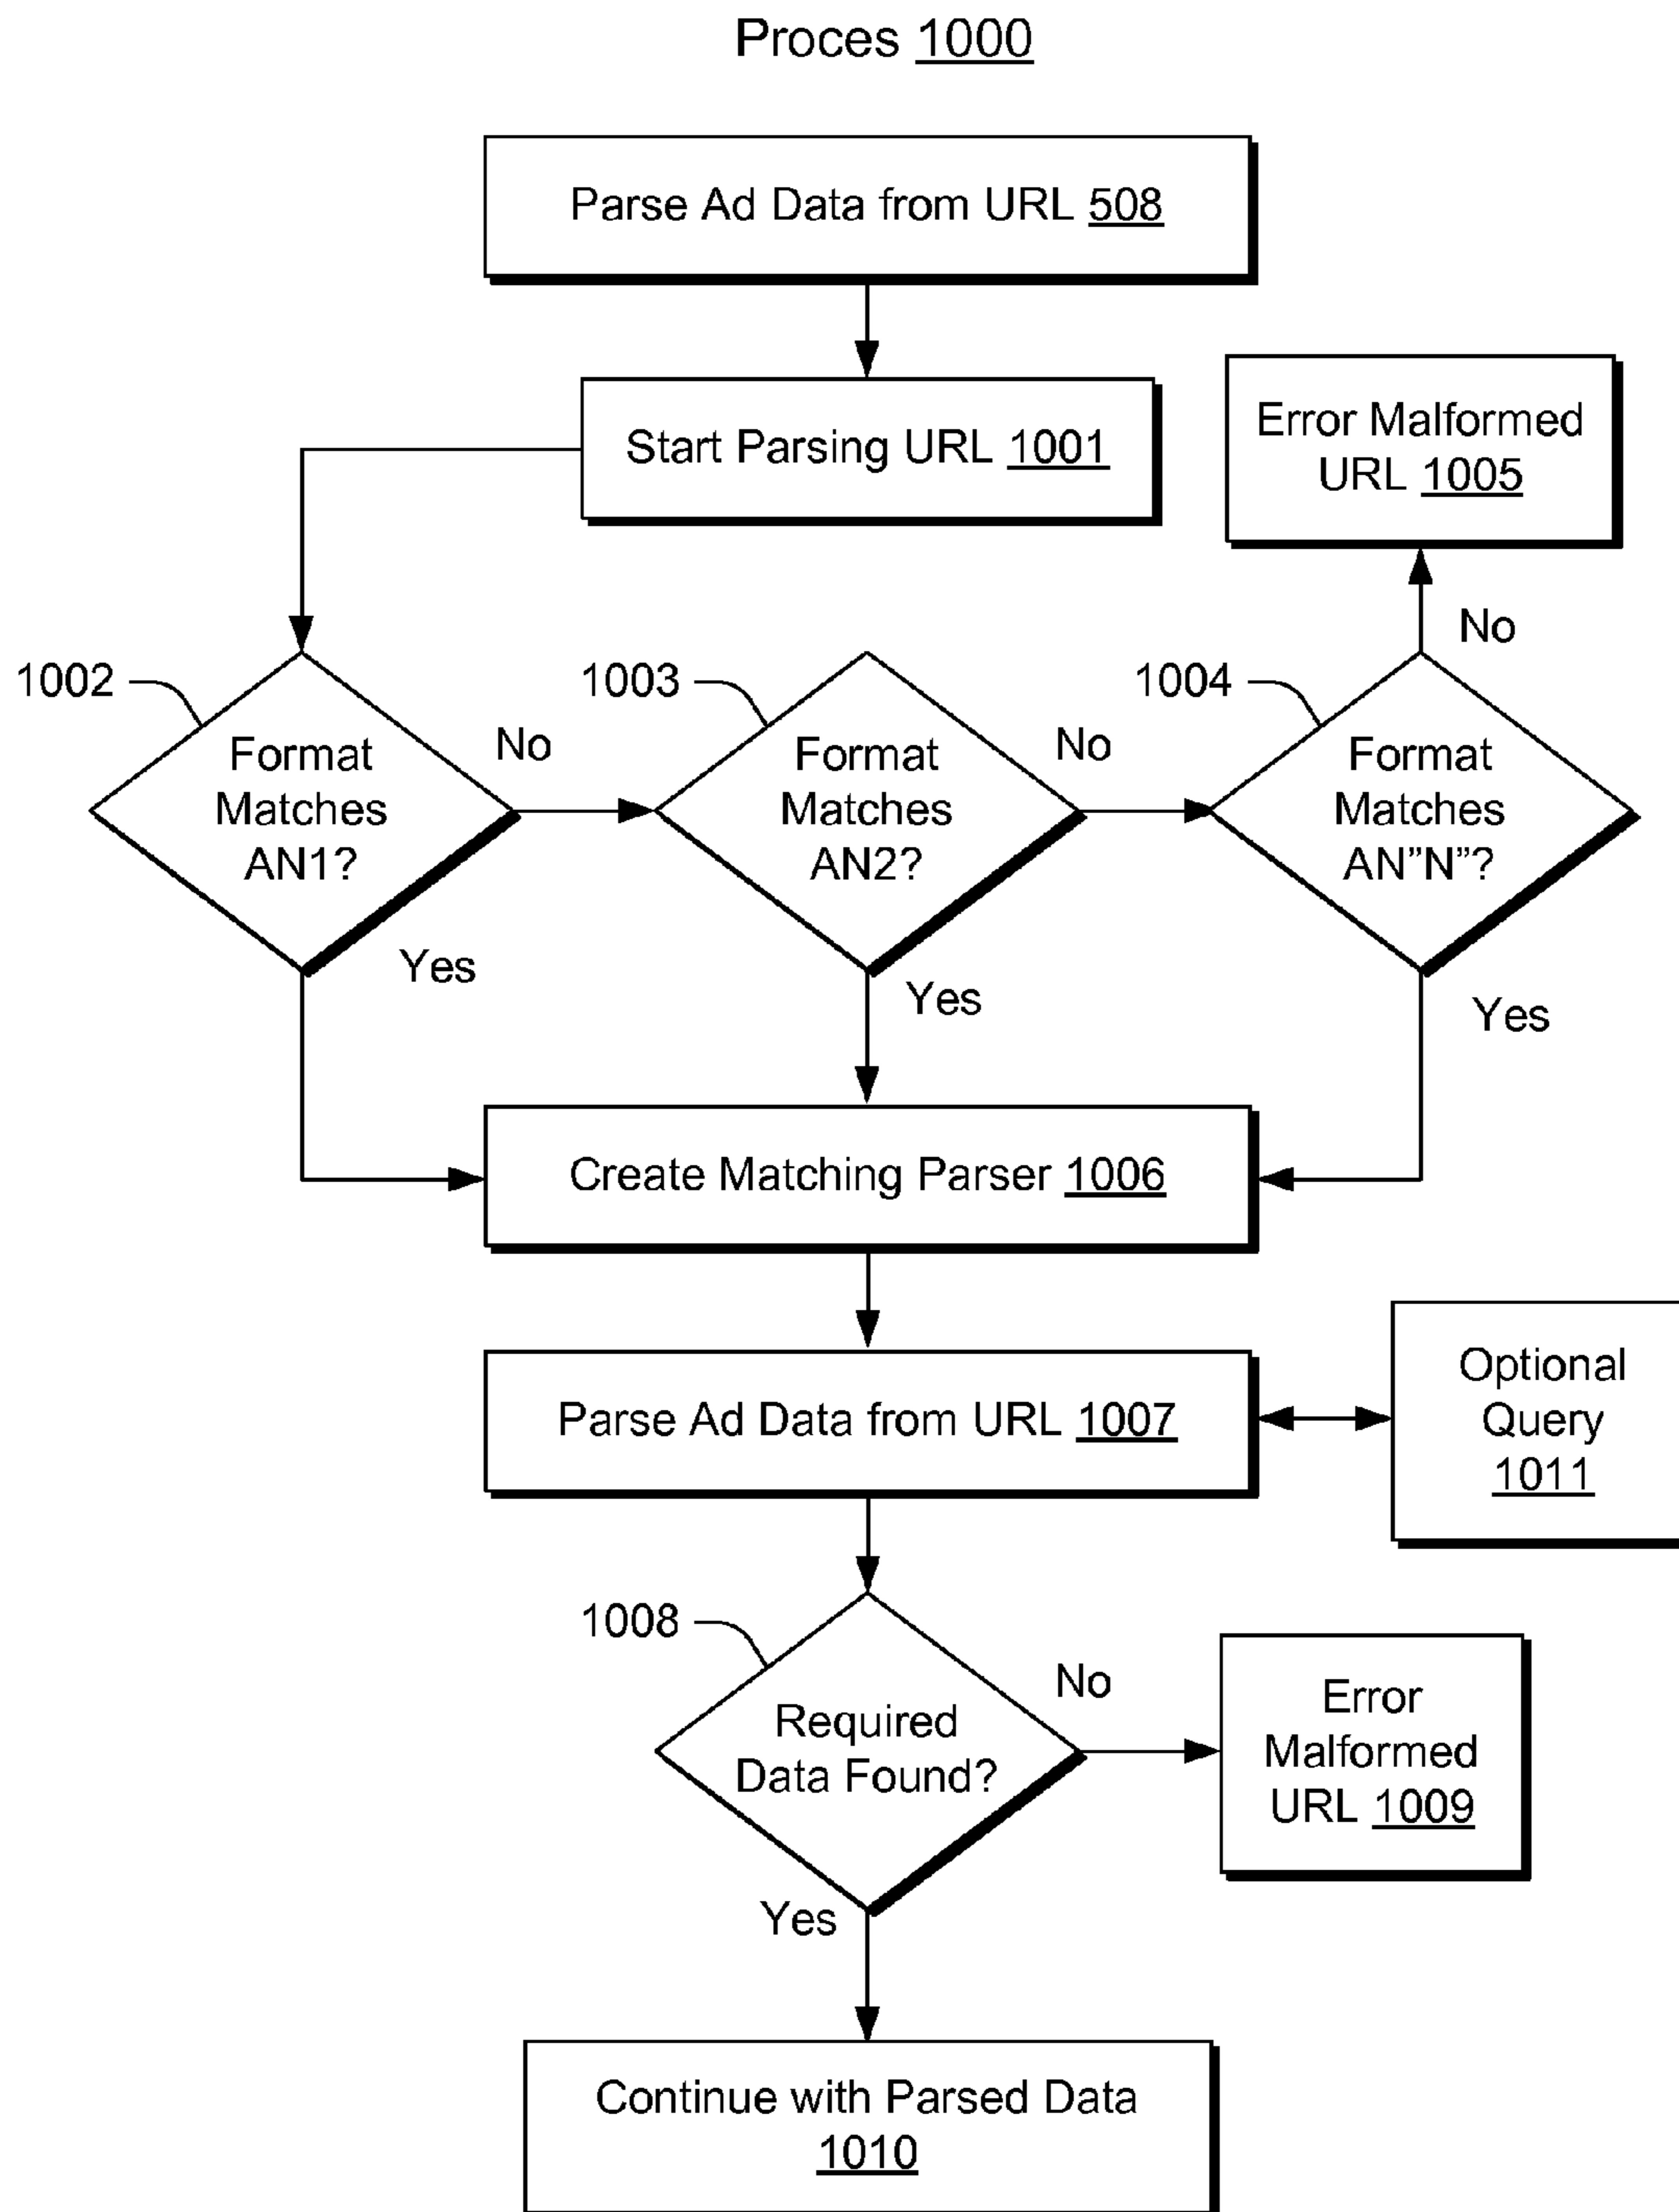 Proces 1000
Parse Ad Data from URL 508
Start Parsing URL 1001
Error Malformed
URL 1005
No
1002
1003
1004
Format
Matches
AN1?
No
Format
Matches
AN2?
No
Format
Matches
AN”N”?
Yes
Yes
Yes
Create Matching Parser 1006
Parse Ad Data from URL 1007
Optional
Query
1011
1008
Required
Data Found?
No
Error
Malformed
URL 1009
Yes
Continue with Parsed Data
1010